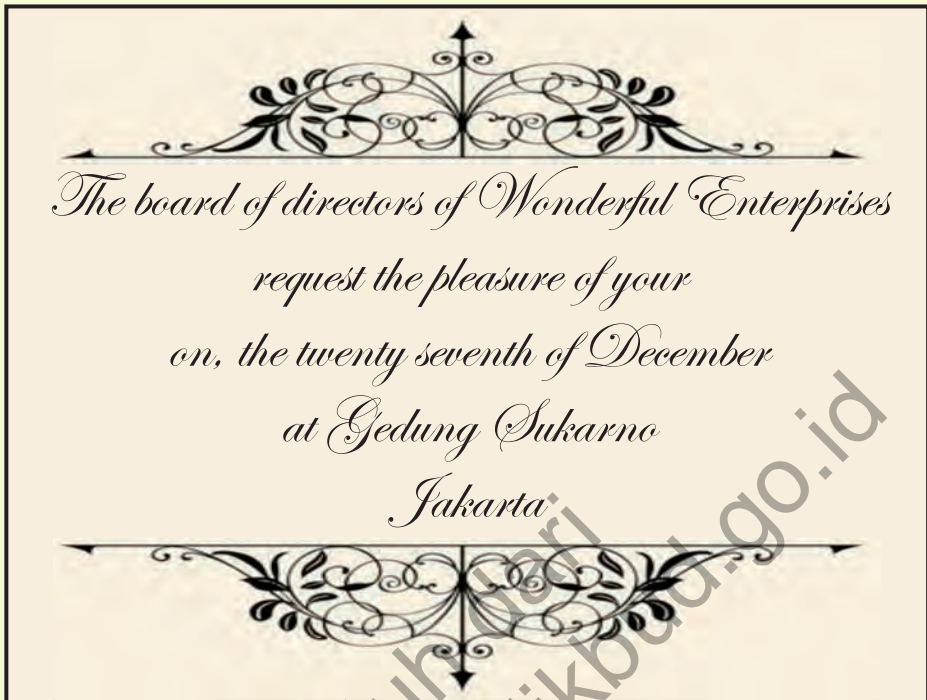 The board of directors of Wonderful Enterprises
request the pleasure of your
on, the twenty seventh of December
at Gedung Sukarno
Jakarta
dari